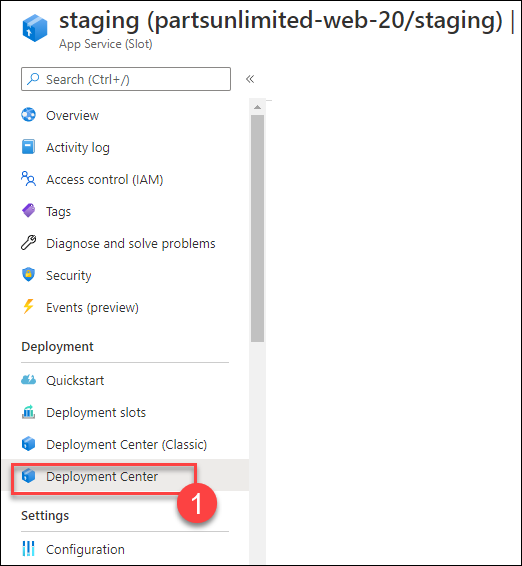 staging (partsunlimited-web-20/staging) |
App Service (Slot)
Search (Ctrl+/)
«
Overview
Activity log
Access control (IAM)
Tags
Diagnose and solve problems
Security
Events (preview)
Deployment
Quickstart
Deployment slots
Deployment Center (Classic)
Deployment Center
1
Settings
Configuration